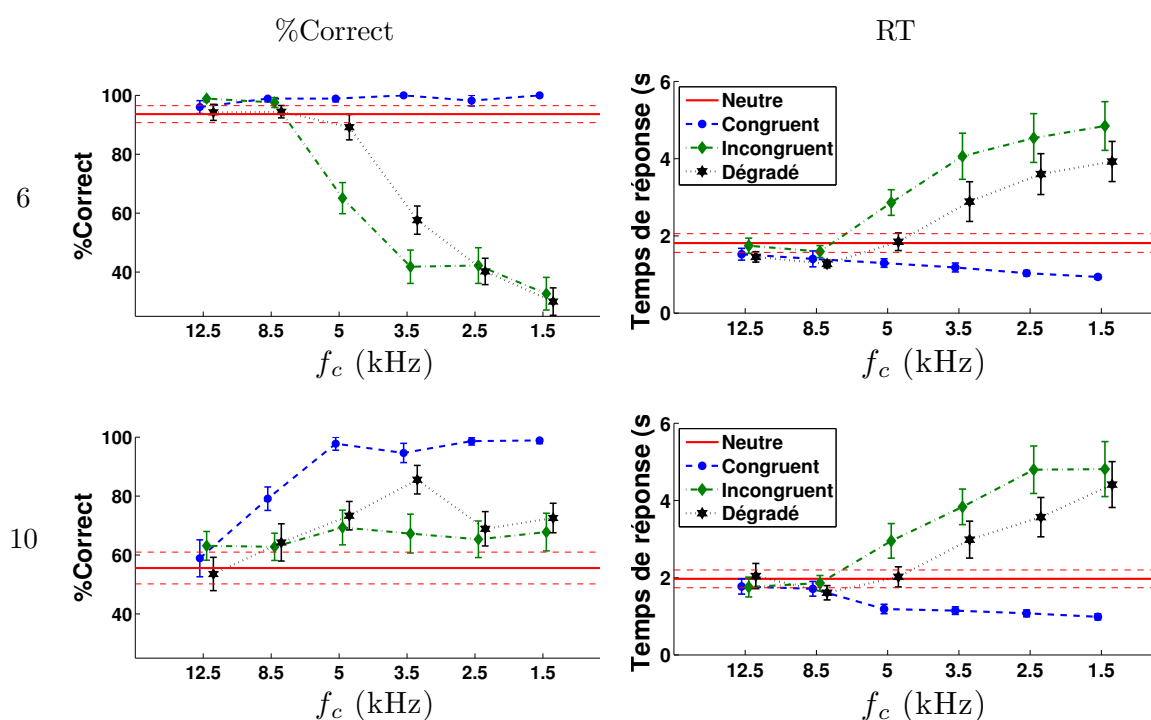 %Correct
RT
6
%Correct
100
80
60
40
12.5 8.5 5 3.5 2.5 1.5
f_c (kHz)
Temps de réponse (s
6
4
2
0
Neutre
Congruent
Incongruent
Dégradé
12.5 8.5 5 3.5 2.5 1.5
f_c (kHz)
10
%Correct
100
80
60
40
12.5 8.5 5 3.5 2.5 1.5
f_c (kHz)
Temps de réponse (s
6
4
2
0
Neutre
Congruent
Incongruent
Dégradé
12.5 8.5 5 3.5 2.5 1.5
f_c (kHz)